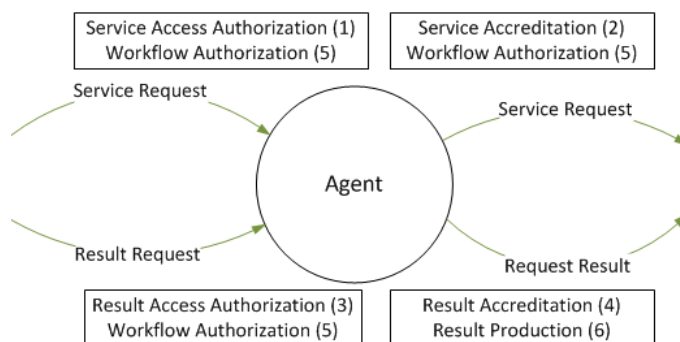 Service Access Authorization (1)
Workflow Authorization (5)
Service Accreditation (2)
Workflow Authorization (5)
Service Request
Service Request
Agent
Result Request
Request Result
Result Access Authorization (3)
Workflow Authorization (5)
Result Accreditation (4)
Result Production (6)